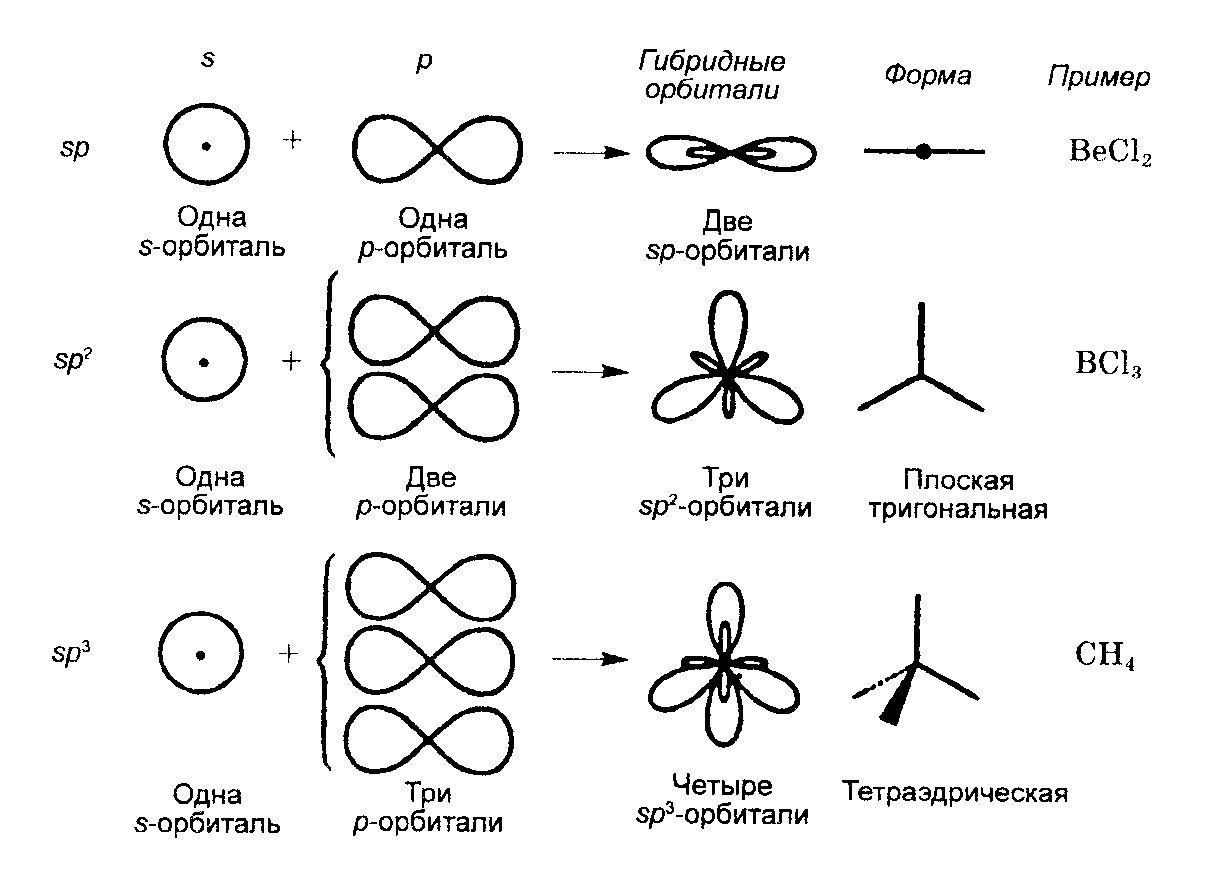 s p Гибридные орбитали Форма Пример
sp + BeCl₂
Одна s-орбиталь
Одна p-орбиталь
Две sp-орбитали
sp² + BCl₃
Одна s-орбиталь
Две p-орбитали
Три sp²-орбитали
Плоская тригональная
sp³ + CH₄
Одна s-орбиталь
Три p-орбитали
Четыре sp³-орбитали
Тетраэдрическая